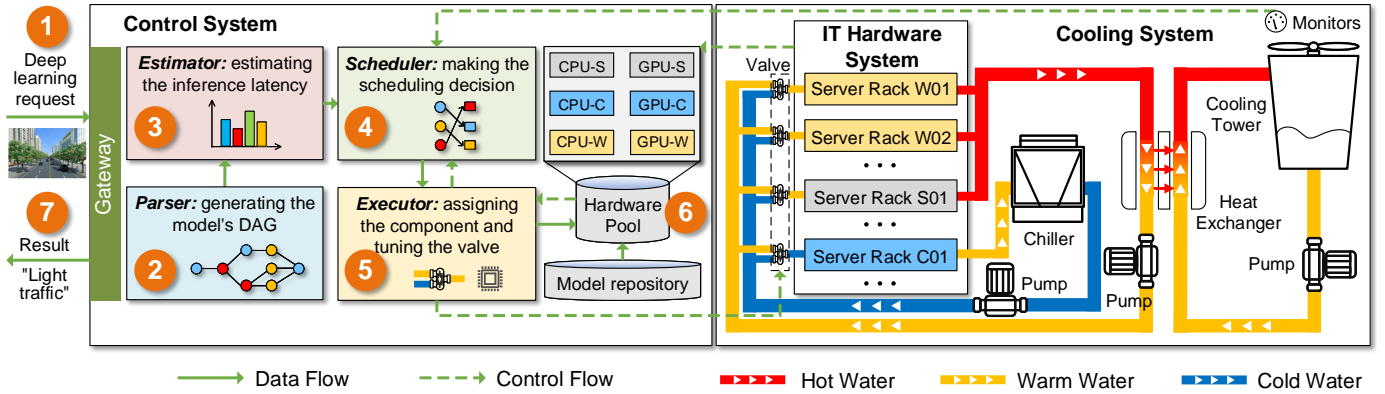 Control System
1
Deep
learning
request
7
Result
"Light
traffic"
Gateway
Estimator: estimating
the inference latency
3
Parser: generating the
model's DAG
2
Scheduler: making the
scheduling decision
4
Executor: assigning
the component and
tuning the valve
5
CPU-S
GPU-S
CPU-C
GPU-C
CPU-W
GPU-W
Hardware
Pool
6
Model repository
IT Hardware
System
Valve
Server Rack W01
Server Rack W02
• • •
Server Rack S01
• • •
Server Rack C01
• • •
Cooling System
Monitors
Cooling
Tower
Chiller
Heat
Exchanger
Pump
Pump
Pump
Data Flow
Control Flow
Hot Water
Warm Water
Cold Water